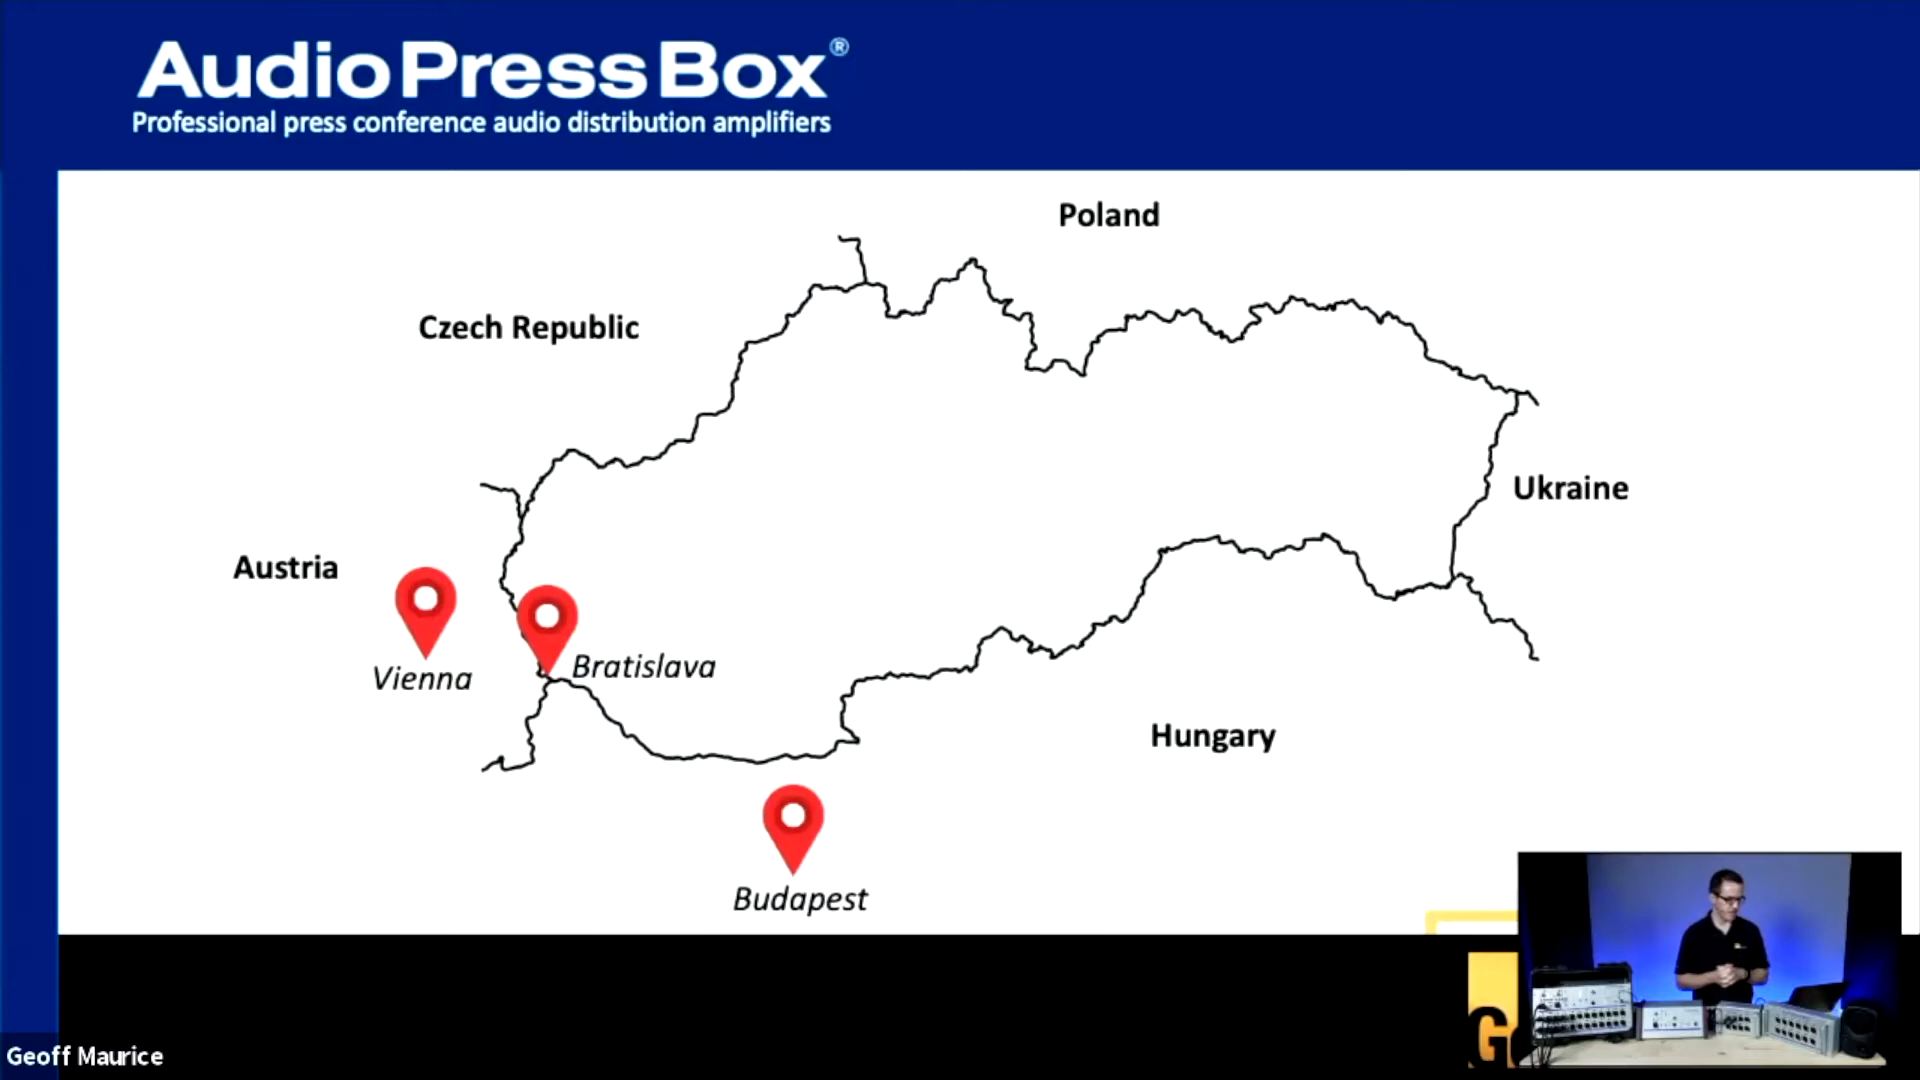 AudioPressBox®
Professional press conference audio distribution amplifiers
Poland
Czech Republic
Ukraine
Austria
Vienna
Bratislava
Hungary
Budapest
Geoff Maurice